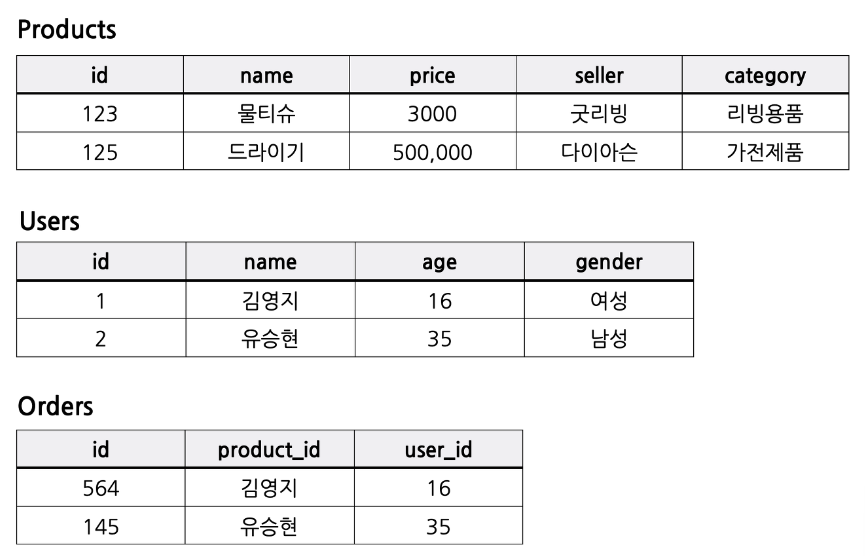 Products
id name price seller category
123 물티슈 3000 굿리빙 리빙용품
125 드라이기 500,000 다이아슨 가전제품
Users
id name age gender
1 김영지 16 여성
2 유승현 35 남성
Orders
id product_id user_id
564 김영지 16
145 유승현 35